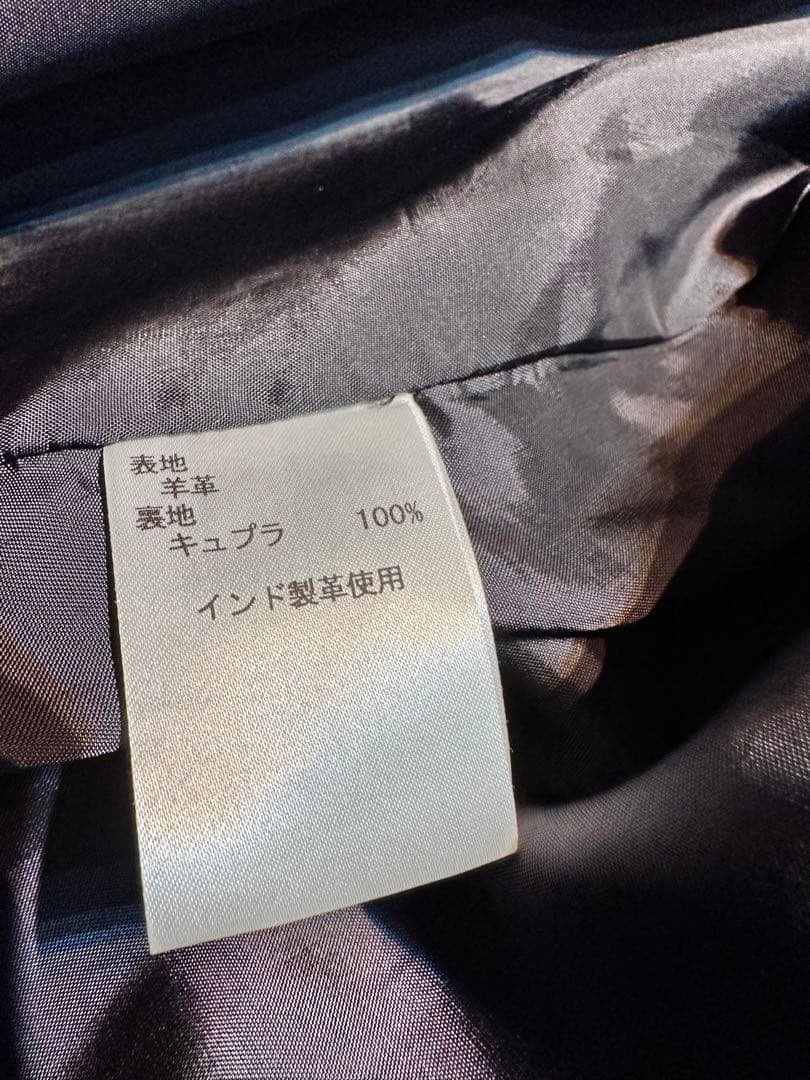 表地
羊革
裏地
キュプラ 100%
インド製革使用